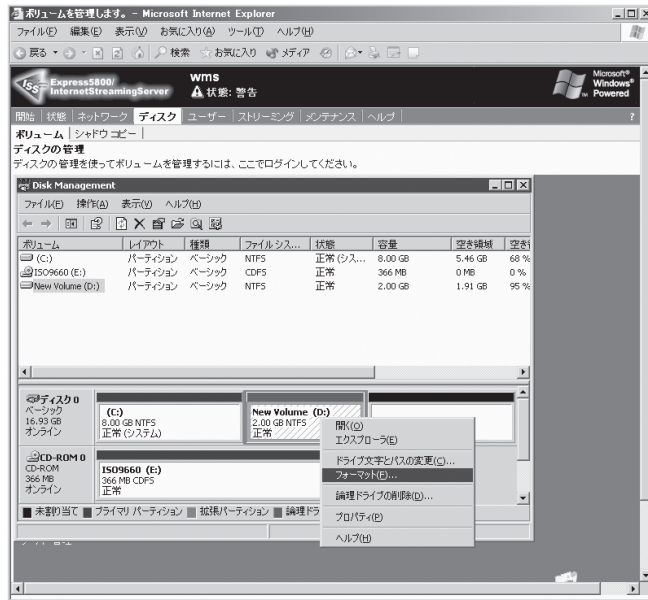 ボリュームを管理します。 - Microsoft Internet Explorer
ファイル(F) 編集(E) 表示(V) お気に入り(A) ツール(T) ヘルプ(H)
戻る 検索 お気に入り メディア
Express5800/
InternetStreamingServer
wms
状態: 警告
Microsoft®
Windows®
Powered
開始 状態 ネットワーク ディスク ユーザー ストリーミング メンテナンス ヘルプ ?
ボリューム シャドウ コピー
ディスクの管理
ディスクの管理を使ってボリュームを管理するには、ここでログインしてください。
Disk Management
ファイル(F) 操作(A) 表示(V) ヘルプ(H)
ボリューム レイアウト 種類 ファイル シス... 状態 容量 空き領域 空き
(C:) パーティション ベーシック NTFS 正常 (シス... 8.00 GB 5.46 GB 68 %
ISO9660 (E:) パーティション ベーシック CDFS 正常 366 MB 0 MB 0 %
New Volume (D:) パーティション ベーシック NTFS 正常 2.00 GB 1.91 GB 95 %
ディスク 0
ベーシック
16.93 GB
オンライン
(C:)
8.00 GB NTFS
正常 (システム)
New Volume (D:)
2.00 GB NTFS
正常
CD-ROM 0
CD-ROM
366 MB
オンライン
ISO9660 (E:)
366 MB CDFS
正常
開く(O)
エクスプローラ(E)
ドライブ文字とパスの変更(C)...
フォーマット(F)...
論理ドライブの削除(D)...
プロパティ(P)
ヘルプ(H)
未割り当て プライマリ パーティション 拡張パーティション 論理ドラ